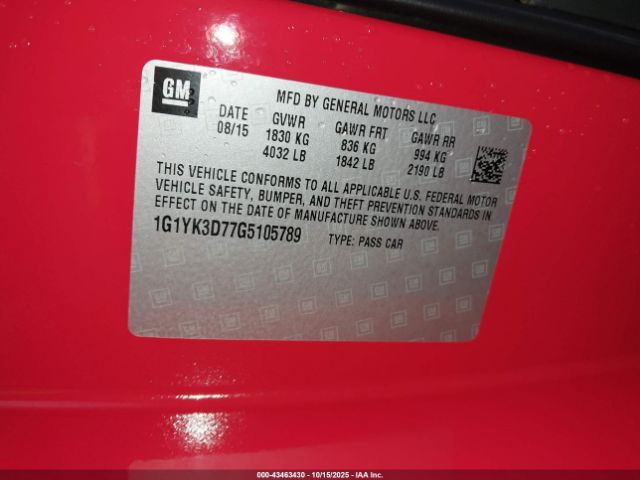 GM
MFD BY GENERAL MOTORS LLC
DATE GVWR GAWR FRT GAWR RR
08/15 1830 KG 836 KG 994 KG
4032 LB 1842 LB 2190 LB
THIS VEHICLE CONFORMS TO ALL APPLICABLE U.S. FEDERAL MOTOR
VEHICLE SAFETY, BUMPER, AND THEFT PREVENTION STANDARDS IN
EFFECT ON THE DATE OF MANUFACTURE SHOWN ABOVE.
1G1YK3D77G5105789 TYPE: PASS CAR
000-43463430 - 10/15/2025 - IAA Inc.